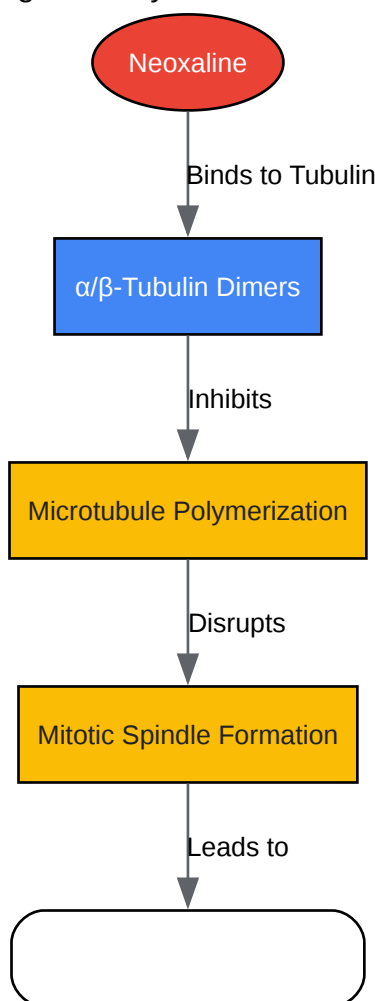 Neoxaline
Binds to Tubulin
α/β-Tubulin Dimers
Inhibits
Microtubule Polymerization
Disrupts
Mitotic Spindle Formation
Leads to